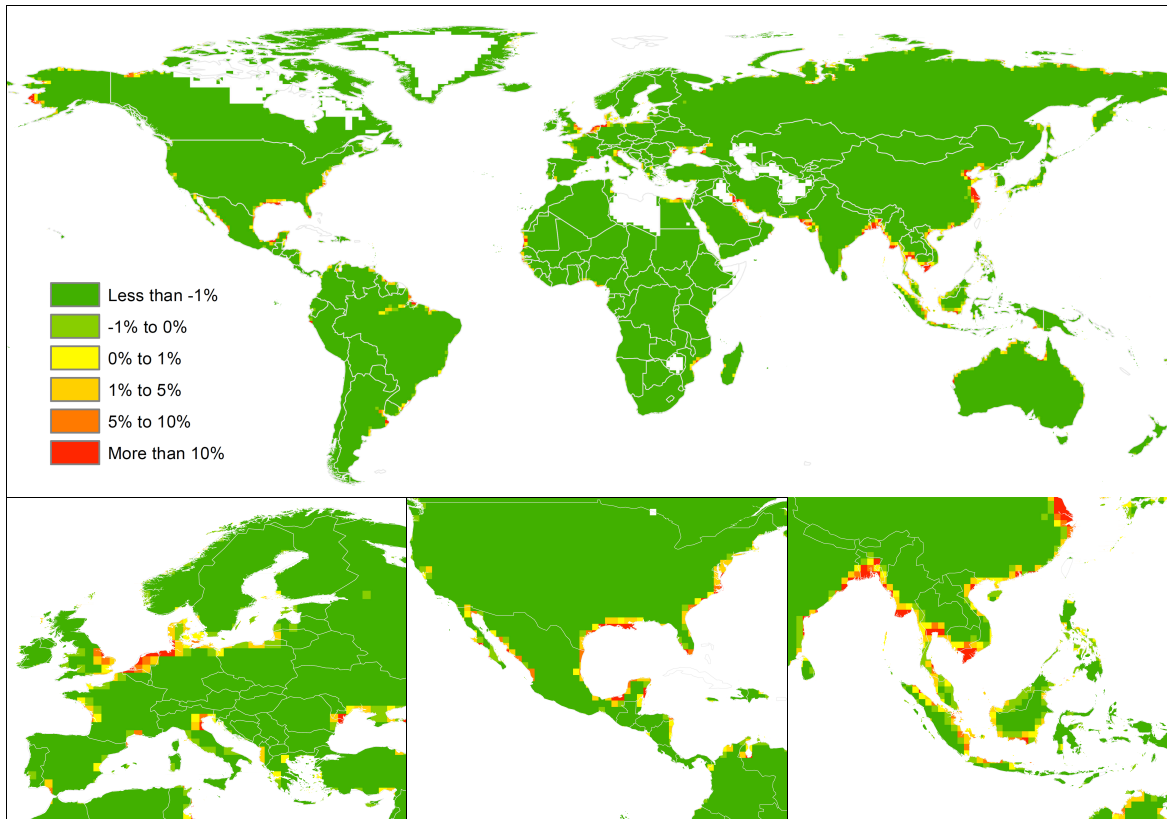 Less than -1%
-1% to 0%
0% to 1%
1% to 5%
5% to 10%
More than 10%